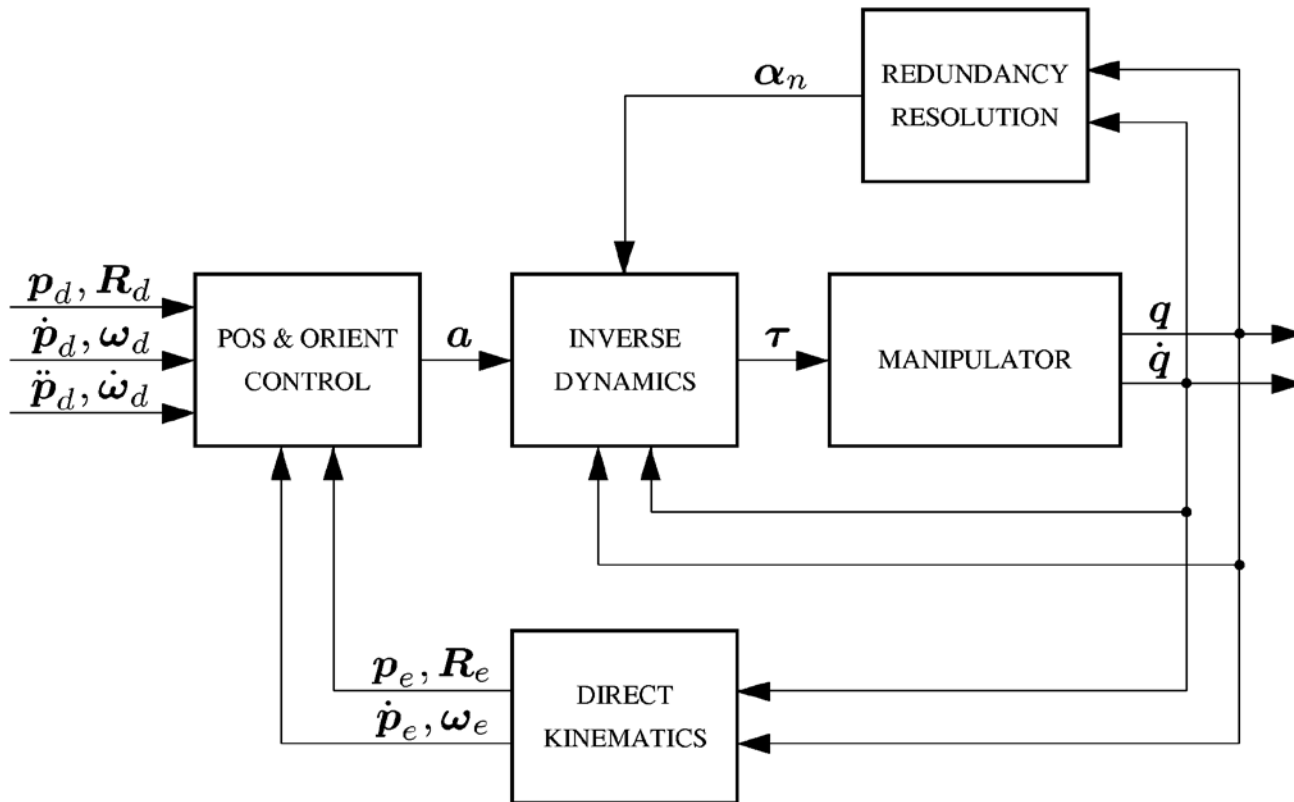 REDUNDANCY
RESOLUTION
αₙ
p_d, R_d
ṗ_d, ω_d
p̈_d, ω̇_d
POS & ORIENT
CONTROL
a
INVERSE
DYNAMICS
τ
MANIPULATOR
q
q̇
p_e, R_e
ṗ_e, ω_e
DIRECT
KINEMATICS